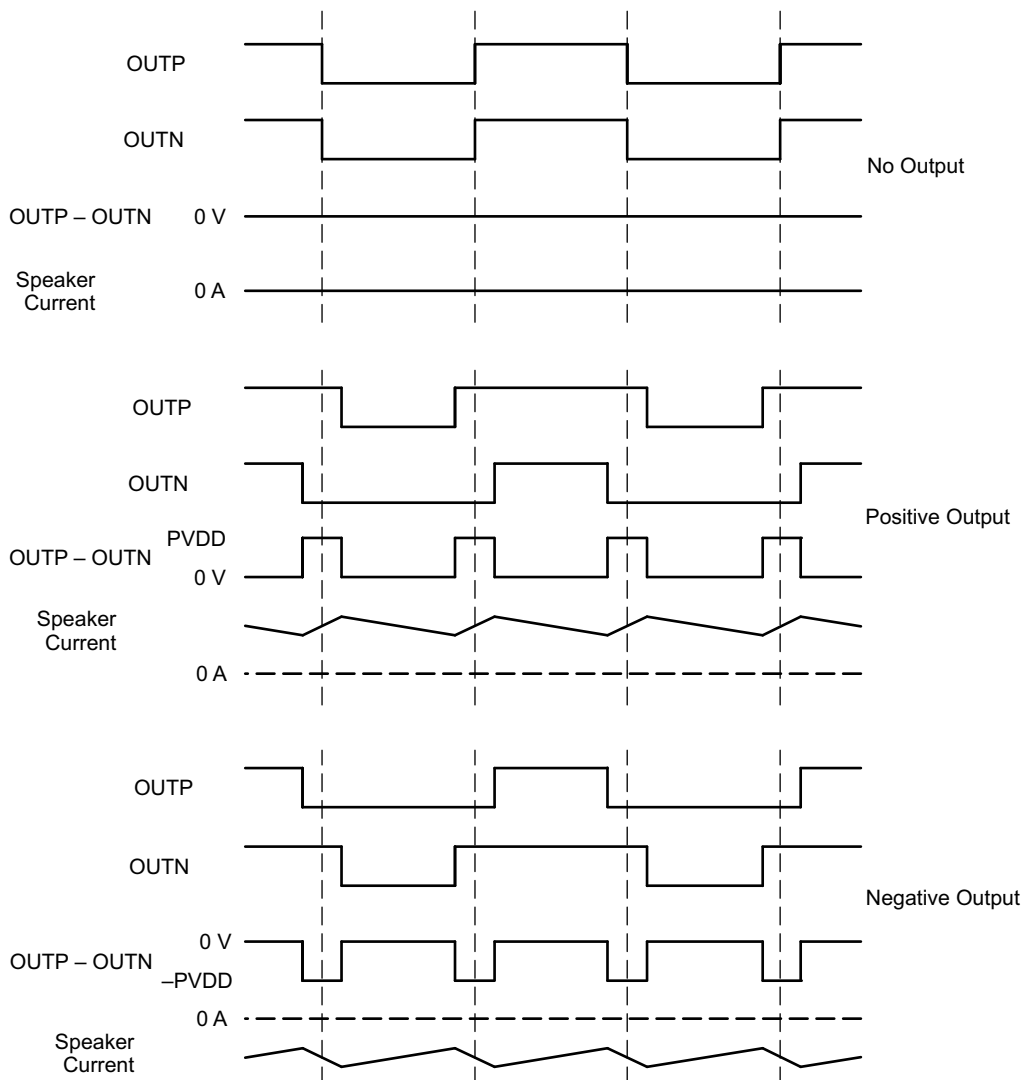 OUTP
OUTN
No Output
OUTP – OUTN 0 V
Speaker
Current
0 A
OUTP
OUTN
Positive Output
PVDD
OUTP – OUTN
0 V
Speaker
Current
0 A
OUTP
OUTN
Negative Output
0 V
OUTP – OUTN
–PVDD
0 A
Speaker
Current